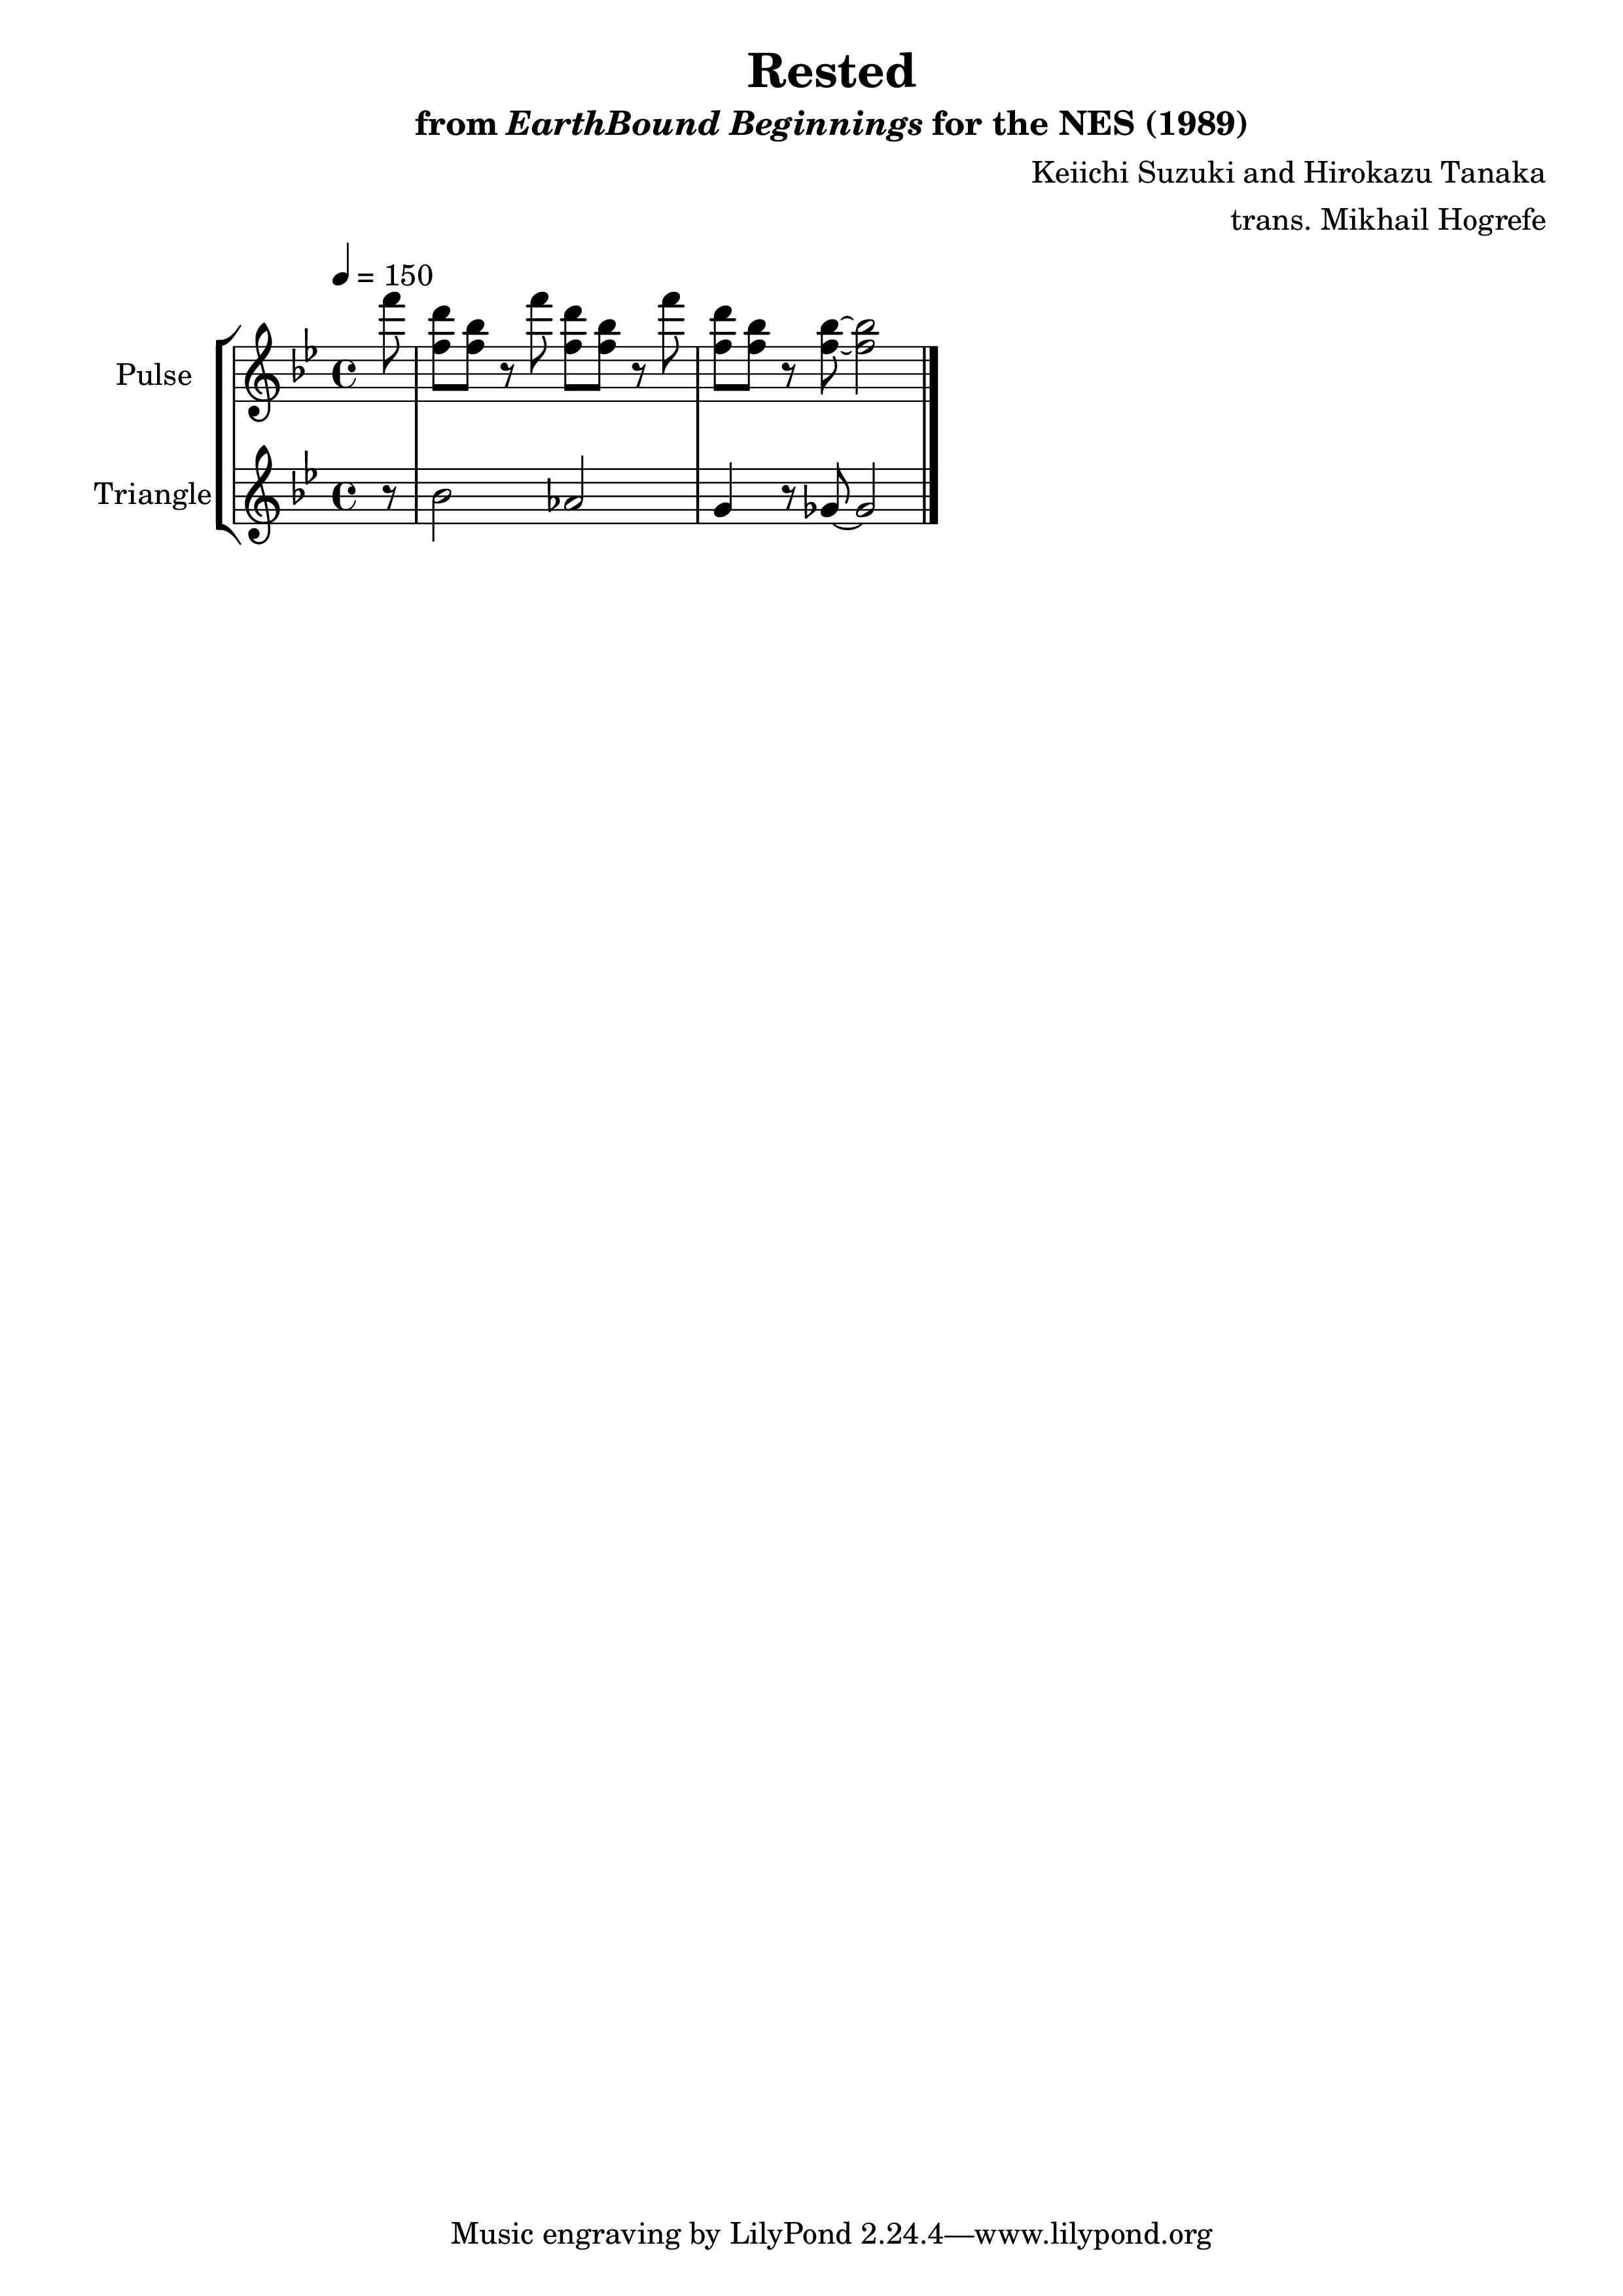 Rested
from EarthBound Beginnings for the NES (1989)
Keiichi Suzuki and Hirokazu Tanaka
trans. Mikhail Hogrefe
= 150
Pulse
Triangle
Music engraving by LilyPond 2.24.4—www.lilypond.org